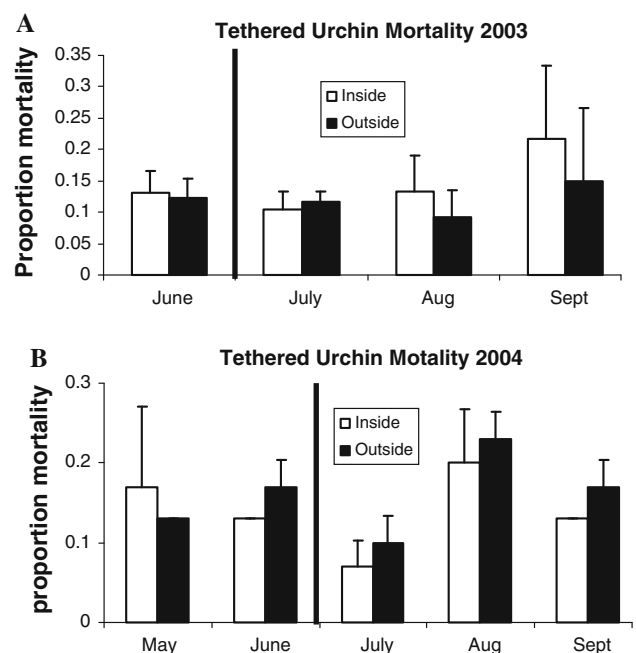 A
Tethered Urchin Mortality 2003
Proportion mortality
0.35
0.3
0.25
0.2
0.15
0.1
0.05
0
Inside
Outside
June July Aug Sept
B
Tethered Urchin Motality 2004
proportion mortality
0.3
0.2
0.1
0
Inside
Outside
May June July Aug Sept